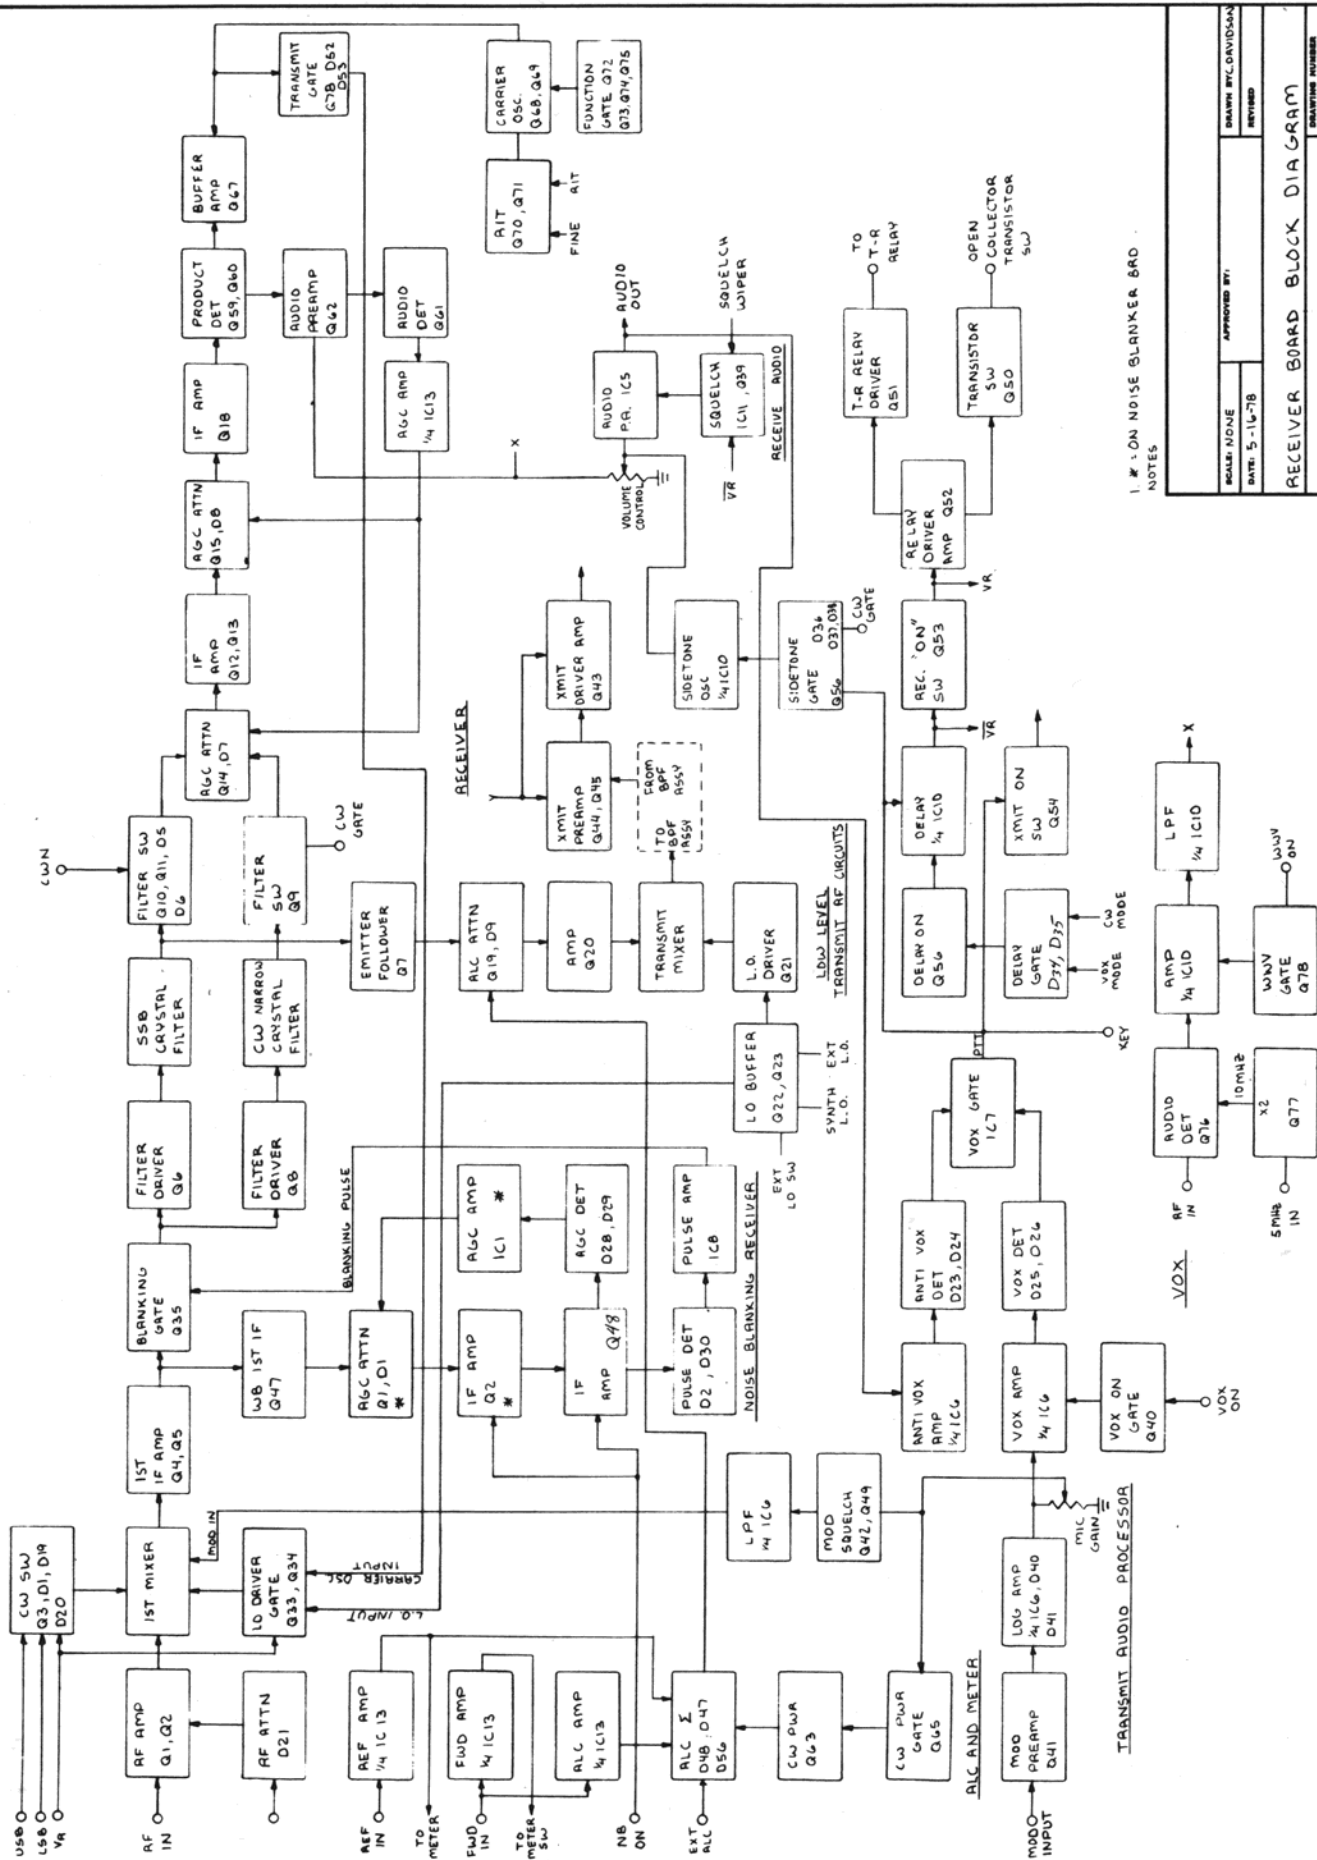 USB
LSB
VR
CW SW
Q3, D1, D19
D20
RF
IN
RF AMP
Q1, Q2
1ST MIXER
1ST
IF AMP
Q4, Q5
BLANKING
GATE
Q35
FILTER
DRIVER
Q6
SSB
CRYSTAL
FILTER
FILTER SW
Q10, Q11, D5
D6
CWN
AGC ATTN
Q14, D7
IF
AMP
Q12, Q13
AGC ATTN
Q15, D8
IF AMP
Q18
PRODUCT
DET
Q59, Q60
BUFFER
AMP
Q67
TRANSMIT
GATE
Q78 D52
D53
RF ATTN
D21
LO DRIVER
GATE
Q33, Q34
MOD IN
L.O. INPUT
CARRIER OSC
INPUT
WB 1ST IF
Q47
FILTER
DRIVER
Q8
CW NARROW
CRYSTAL
FILTER
FILTER
SW
Q9
CW
GATE
AUDIO
PREAMP
Q62
AUDIO
DET
Q61
AGC AMP
1/4 IC13
CARRIER
OSC.
Q68, Q69
FUNCTION
GATE Q72
Q73, Q74, Q75
RIT
Q70, Q71
FINE
RIT
BLANKING PULSE
REF
IN
REF AMP
1/4 IC13
TO
METER
FWD
IN
FWD AMP
1/4 IC13
TO
METER
SW
ALC AMP
1/4 IC13
NB
ON
EXT
ALC
ALC Σ
D48, D47
D56
CW PWR
Q63
CW PWR
GATE
Q65
ALC AND METER
AGC ATTN
Q1, D1
*
IF AMP
Q2
*
IF
AMP
Q48
PULSE DET
D2, D30
AGC AMP
IC1
*
AGC DET
D28, D29
PULSE AMP
IC8
NOISE BLANKING RECEIVER
EMITTER
FOLLOWER
Q7
ALC ATTN
Q19, D9
AMP
Q20
TRANSMIT
MIXER
L.O.
DRIVER
Q21
LO BUFFER
Q22, Q23
EXT
LO SW
SYNTH
L.O.
EXT
L.O.
LOW LEVEL
TRANSMIT RF CIRCUITS
RECEIVER
Y
XMIT
PREAMP
Q44, Q45
XMIT
DRIVER AMP
Q43
TO
BPF
ASSY
FROM
BPF
ASSY
X
VOLUME
CONTROL
AUDIO
P.A. IC5
AUDIO
OUT
SQUELCH
IC11, Q39
SQUELCH
WIPER
VR
RECEIVE AUDIO
SIDETONE
OSC
1/4 IC10
SIDETONE
GATE
Q56
D36
D37, D38
CW
GATE
LPF
1/4 IC6
MOD
SQUELCH
Q42, Q49
MOD
INPUT
MOD
PREAMP
Q41
LOG AMP
1/4 IC6, D40
D41
MIC
GAIN
TRANSMIT AUDIO PROCESSOR
ANTI VOX
AMP
1/4 IC6
ANTI VOX
DET
D23, D24
VOX AMP
1/4 IC6
VOX DET
D25, D26
VOX ON
GATE
Q40
VOX
ON
VOX
VOX GATE
IC7
PTT
KEY
DELAY ON
Q56
DELAY
1/4 IC10
DELAY
GATE
D34, D35
VOX
MODE
CW
MODE
XMIT ON
SW
Q54
REC. "ON"
SW Q53
VR
VR
RELAY
DRIVER
AMP Q52
T-R RELAY
DRIVER
Q51
TO
T-R
RELAY
TRANSISTOR
SW
Q50
OPEN
COLLECTOR
TRANSISTOR
SW
RF
IN
AUDIO
DET
Q76
10MHz
X2
Q77
5MHz
IN
AMP
1/4 IC10
LPF
1/4 IC10
X
WWV
GATE
Q78
WWV
ON
1. * : ON NOISE BLANKER BRD
NOTES
SCALE: NONE
APPROVED BY:
DRAWN BY C. DAVIDSON
DATE: 5-16-78
REVISED
RECEIVER BOARD BLOCK DIAGRAM
DRAWING NUMBER